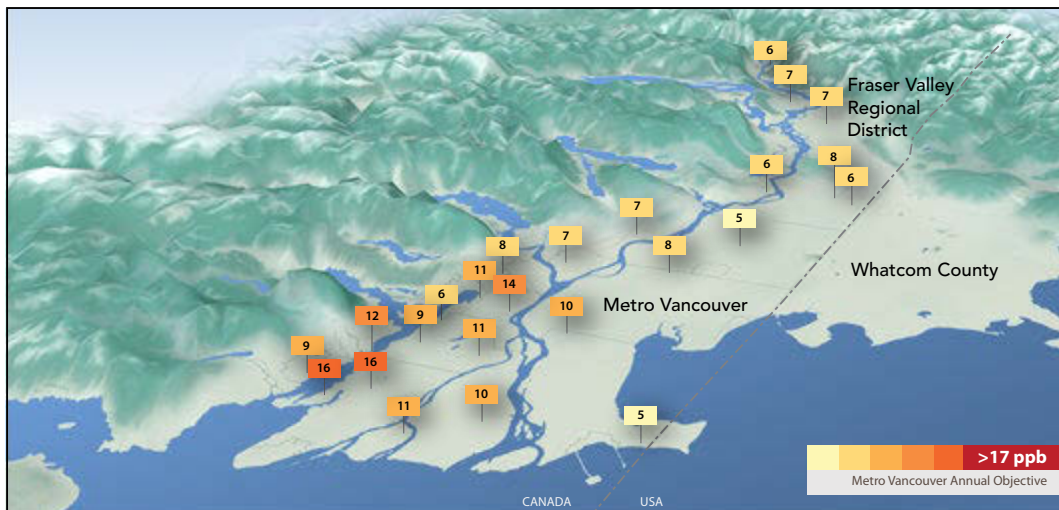 6
7
7
Fraser Valley
Regional
District
8
6
6
7
5
8
7
8
Whatcom County
11
14
6
10
Metro Vancouver
12
9
11
9
16
16
10
11
5
>17 ppb
Metro Vancouver Annual Objective
CANADA
USA